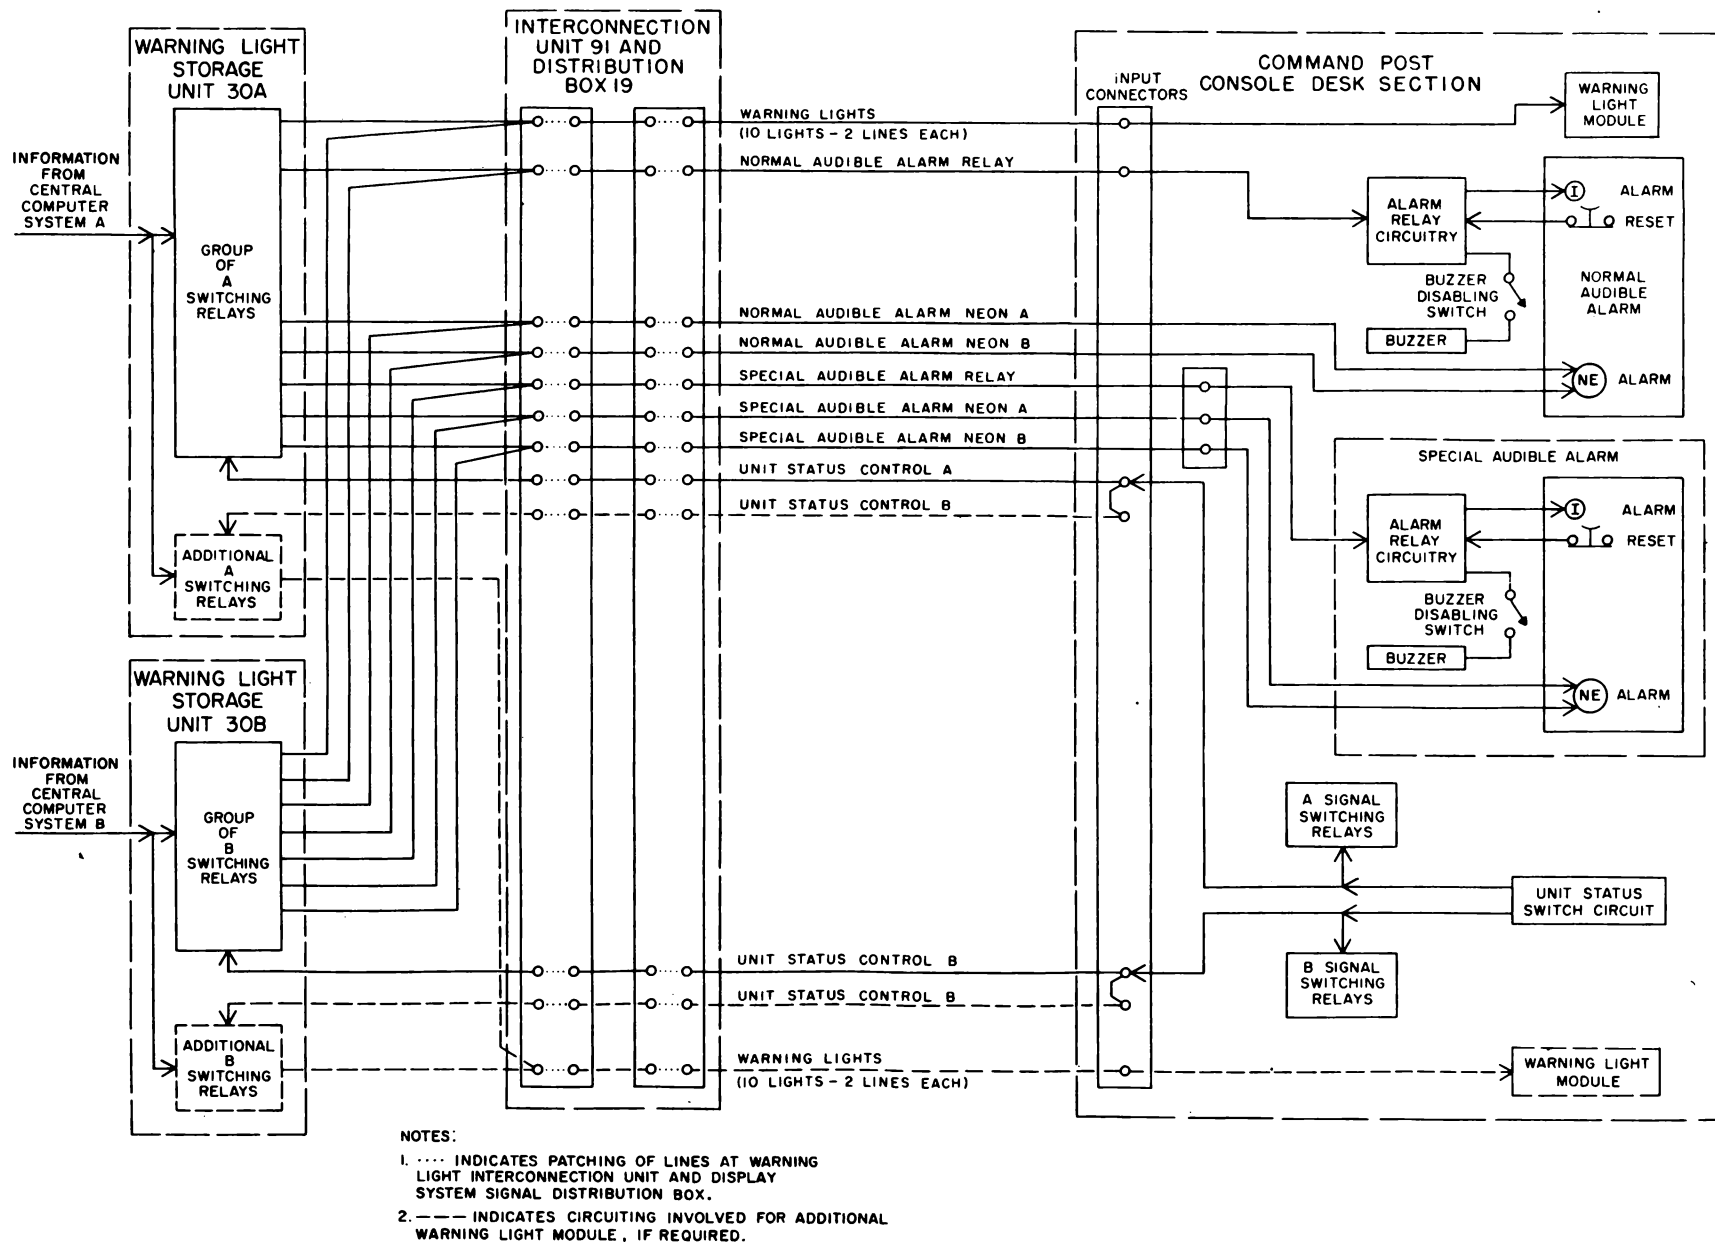 WARNING LIGHT
STORAGE
UNIT 30A
INFORMATION
FROM
CENTRAL
COMPUTER
SYSTEM A
GROUP
OF
A
SWITCHING
RELAYS
ADDITIONAL
A
SWITCHING
RELAYS
WARNING LIGHT
STORAGE
UNIT 30B
INFORMATION
FROM
CENTRAL
COMPUTER
SYSTEM B
GROUP
OF
B
SWITCHING
RELAYS
ADDITIONAL
B
SWITCHING
RELAYS
INTERCONNECTION
UNIT 91 AND
DISTRIBUTION
BOX 19
WARNING LIGHTS
(10 LIGHTS - 2 LINES EACH)
NORMAL AUDIBLE ALARM RELAY
NORMAL AUDIBLE ALARM NEON A
NORMAL AUDIBLE ALARM NEON B
SPECIAL AUDIBLE ALARM RELAY
SPECIAL AUDIBLE ALARM NEON A
SPECIAL AUDIBLE ALARM NEON B
UNIT STATUS CONTROL A
UNIT STATUS CONTROL B
UNIT STATUS CONTROL B
UNIT STATUS CONTROL B
WARNING LIGHTS
(10 LIGHTS - 2 LINES EACH)
COMMAND POST
CONSOLE DESK SECTION
INPUT
CONNECTORS
WARNING
LIGHT
MODULE
ALARM
RELAY
CIRCUITRY
I ALARM
RESET
BUZZER
DISABLING
SWITCH
BUZZER
NORMAL
AUDIBLE
ALARM
NE ALARM
SPECIAL AUDIBLE ALARM
ALARM
RELAY
CIRCUITRY
I ALARM
RESET
BUZZER
DISABLING
SWITCH
BUZZER
NE ALARM
A SIGNAL
SWITCHING
RELAYS
UNIT STATUS
SWITCH CIRCUIT
B SIGNAL
SWITCHING
RELAYS
WARNING LIGHT
MODULE
NOTES:
1. .... INDICATES PATCHING OF LINES AT WARNING
LIGHT INTERCONNECTION UNIT AND DISPLAY
SYSTEM SIGNAL DISTRIBUTION BOX.
2. ——— INDICATES CIRCUITING INVOLVED FOR ADDITIONAL
WARNING LIGHT MODULE, IF REQUIRED.